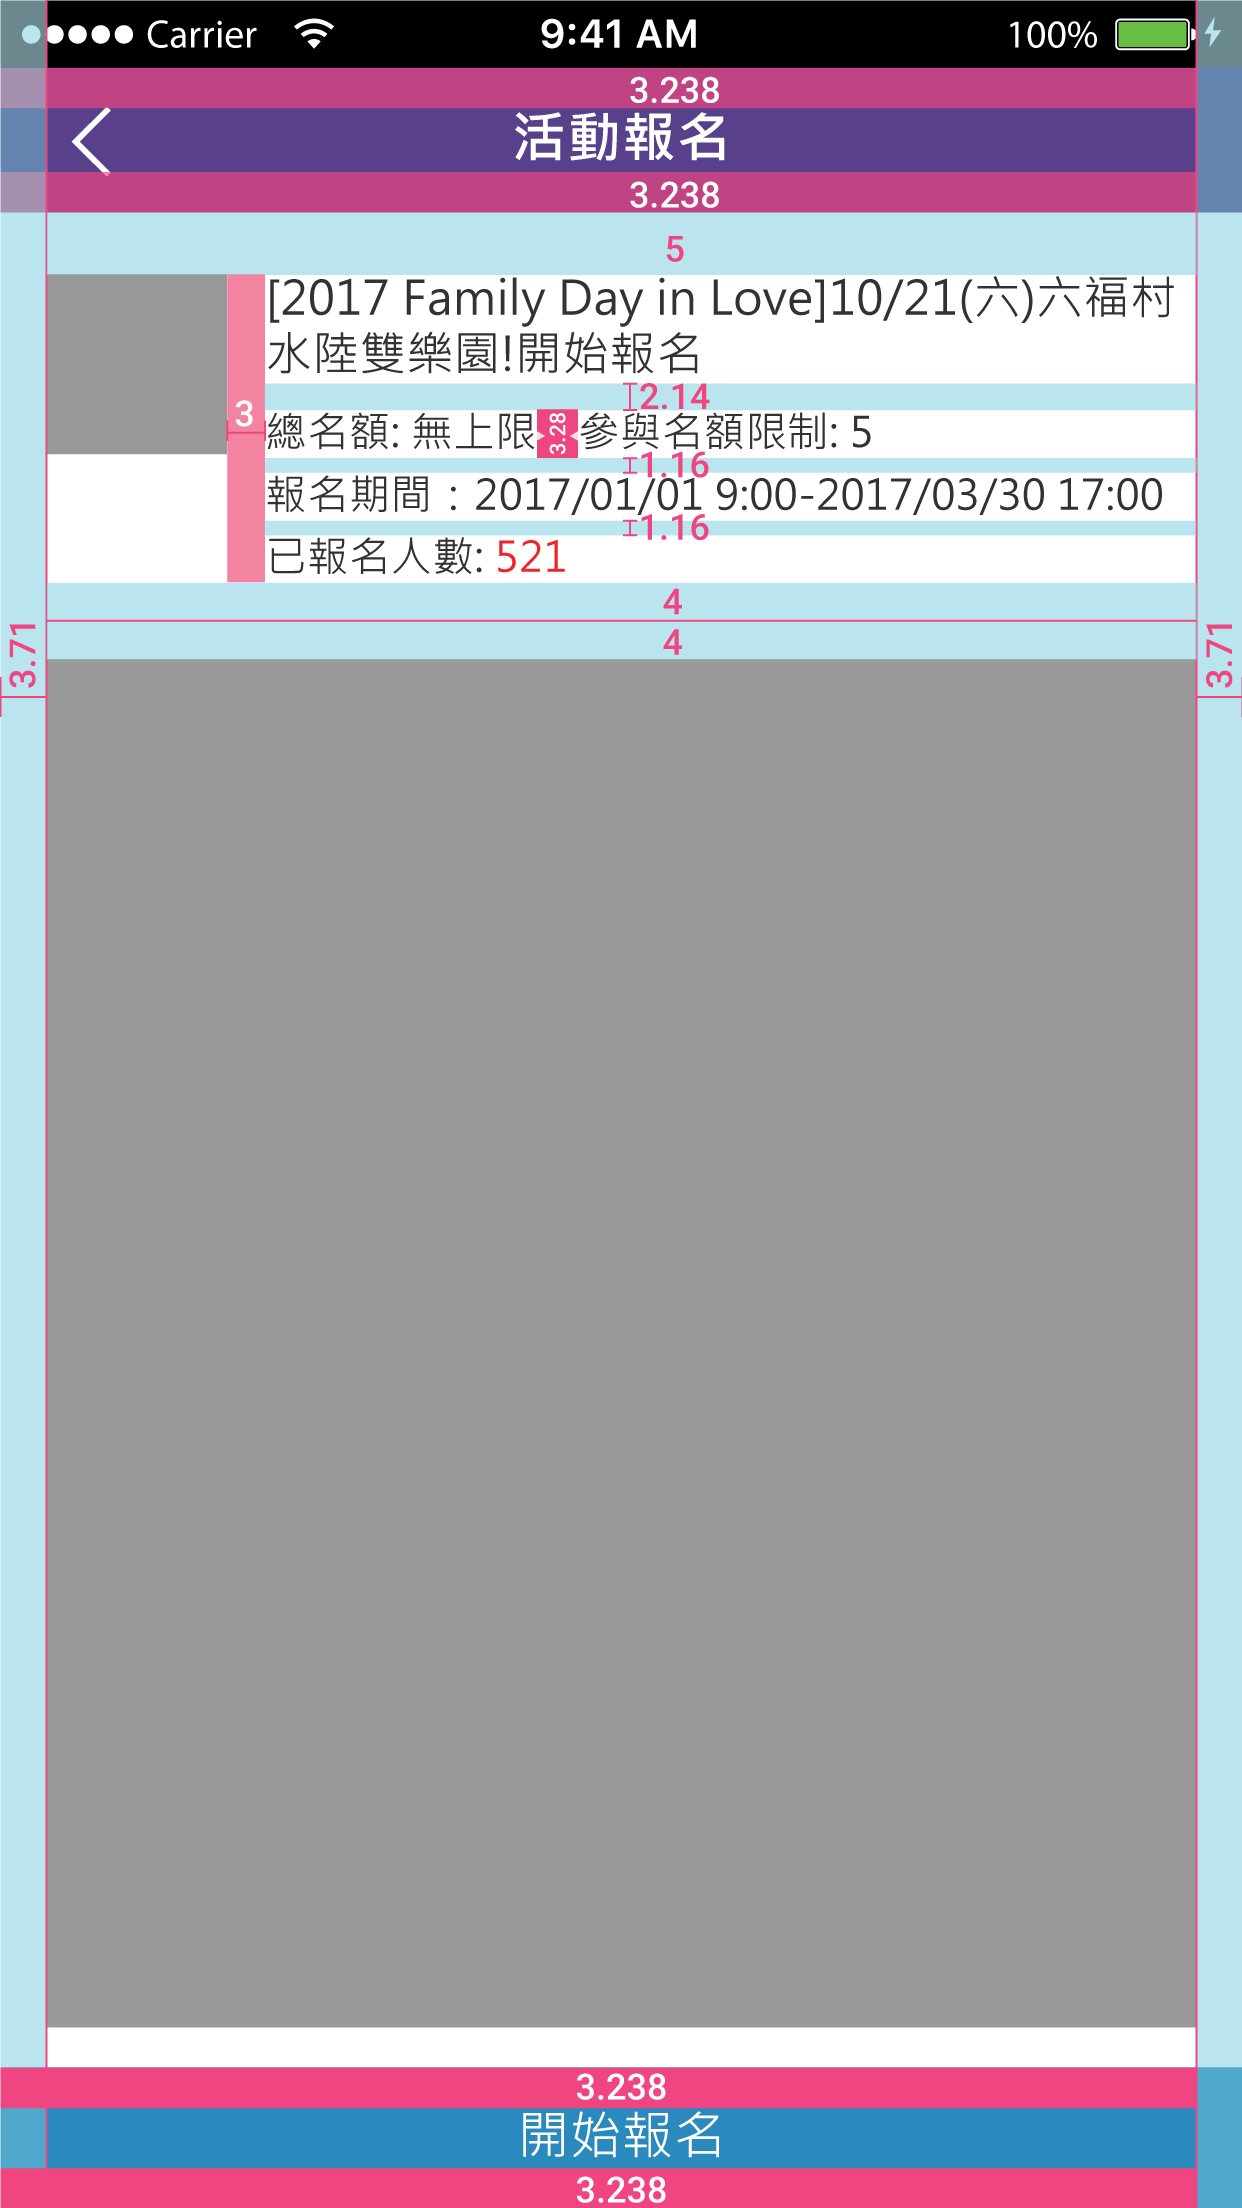 Carrier 9:41 AM 100%
3.238
活動報名
3.238
5
[2017 Family Day in Love]10/21(六)六福村
水陸雙樂園!開始報名
2.14
3
總名額: 無上限 3.28 參與名額限制: 5
1.16
報名期間 : 2017/01/01 9:00-2017/03/30 17:00
1.16
已報名人數: 521
4
4
3.71
3.71
3.238
開始報名
3.238